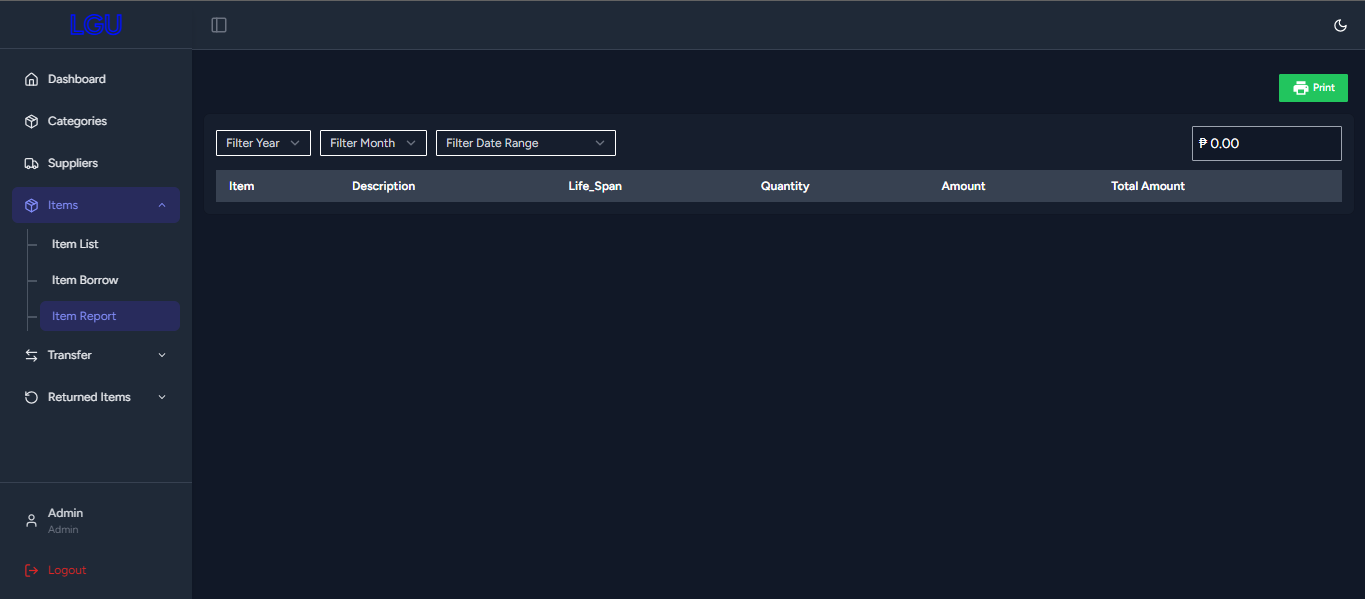 LGU
Dashboard
Categories
Suppliers
Items
Item List
Item Borrow
Item Report
Transfer
Returned Items
Admin
Admin
Logout
Print
Filter Year Filter Month Filter Date Range ₱ 0.00
Item Description Life_Span Quantity Amount Total Amount